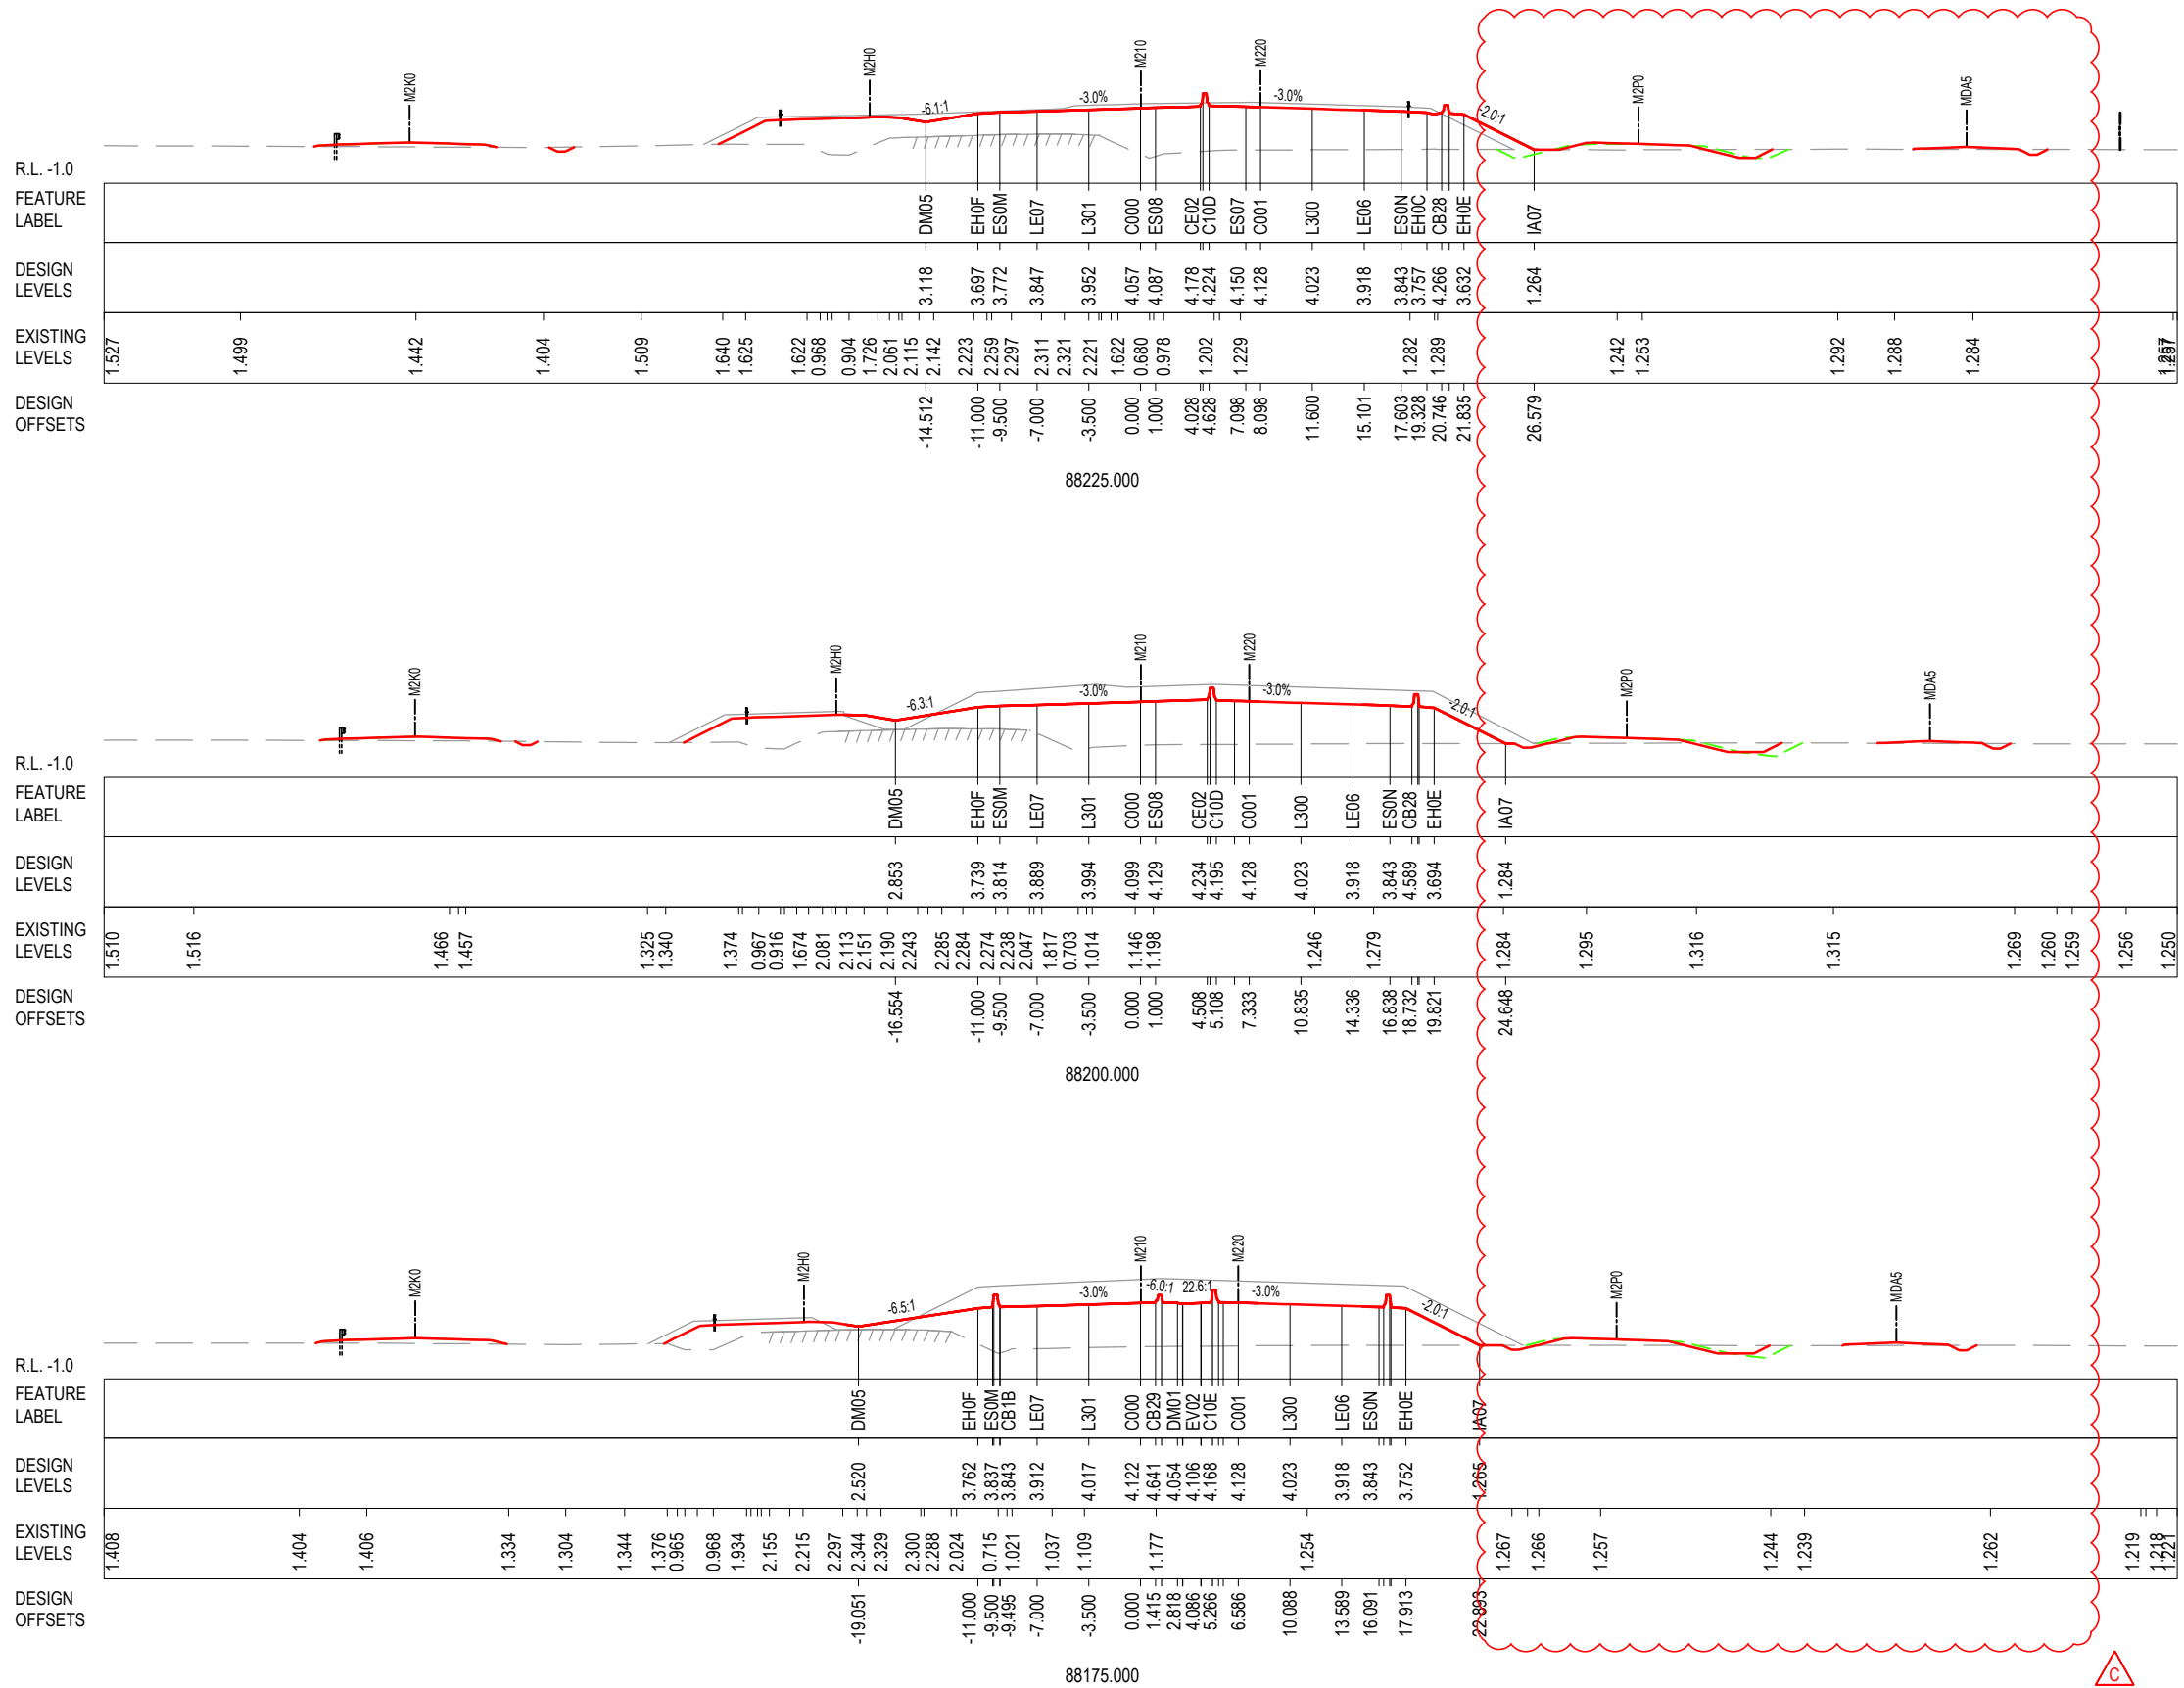 M2K0 M2H0 -6.1:1 -3.0% M210 M220 -3.0% -2.0:1 M2P0 MDA5
R.L. -1.0
FEATURE
LABEL
DM05 EH0F ES0M LE07 L301 C000 ES08 CE02 C10D ES07 C001 L300 LE06 ES0N EH0C CB28 EH0E IA07
DESIGN
LEVELS
3.118 3.697 3.772 3.847 3.952 4.057 4.087 4.178 4.224 4.150 4.128 4.023 3.918 3.843 3.757 4.266 3.632 1.264
EXISTING
LEVELS
1.527 1.499 1.442 1.404 1.509 1.640 1.625 1.622 0.968 0.904 1.726 2.061 2.115 2.142 2.223 2.259 2.297 2.311 2.321 2.221 1.622 0.680 0.978 1.202 1.229 1.282 1.289 1.242 1.253 1.292 1.288 1.284
DESIGN
OFFSETS
-14.512 -11.000 -9.500 -7.000 -3.500 0.000 1.000 4.028 4.628 7.098 8.098 11.600 15.101 17.603 19.328 20.746 21.835 26.579
88225.000
M2K0 M2H0 -6.3:1 -3.0% M210 M220 -3.0% -2.0:1 M2P0 MDA5
R.L. -1.0
FEATURE
LABEL
DM05 EH0F ES0M LE07 L301 C000 ES08 CE02 C10D C001 L300 LE06 ES0N CB28 EH0E IA07
DESIGN
LEVELS
2.853 3.739 3.814 3.889 3.994 4.099 4.129 4.234 4.195 4.128 4.023 3.918 3.843 4.589 3.694 1.284
EXISTING
LEVELS
1.510 1.516 1.466 1.457 1.325 1.340 1.374 0.967 0.916 1.674 2.081 2.113 2.151 2.190 2.243 2.285 2.284 2.274 2.238 2.047 1.817 0.703 1.014 1.146 1.198 1.246 1.279 1.284 1.295 1.316 1.315 1.269 1.260 1.259 1.256 1.250
DESIGN
OFFSETS
-16.554 -11.000 -9.500 -7.000 -3.500 0.000 1.000 4.508 5.108 7.333 10.835 14.336 16.838 18.732 19.821 24.648
88200.000
M2K0 M2H0 -6.5:1 -3.0% M210 -6.0:1 22.6:1 M220 -3.0% -2.0:1 M2P0 MDA5
R.L. -1.0
FEATURE
LABEL
DM05 EH0F ES0M CB1B LE07 L301 C000 CB29 DM01 EV02 C10E C001 L300 LE06 ES0N EH0E IA07
DESIGN
LEVELS
2.520 3.762 3.837 3.843 3.912 4.017 4.122 4.641 4.054 4.106 4.168 4.128 4.023 3.918 3.843 3.752 1.265
EXISTING
LEVELS
1.408 1.404 1.406 1.334 1.304 1.344 1.376 0.965 0.968 1.934 2.155 2.215 2.297 2.344 2.329 2.300 2.288 2.024 0.715 1.021 1.037 1.109 1.177 1.254 1.267 1.266 1.257 1.244 1.239 1.262 1.219 1.218 1.221
DESIGN
OFFSETS
-19.051 -11.000 -9.500 -9.495 -7.000 -3.500 0.000 1.415 2.818 4.086 5.266 6.586 10.088 13.589 16.091 17.913 22.893
88175.000
C